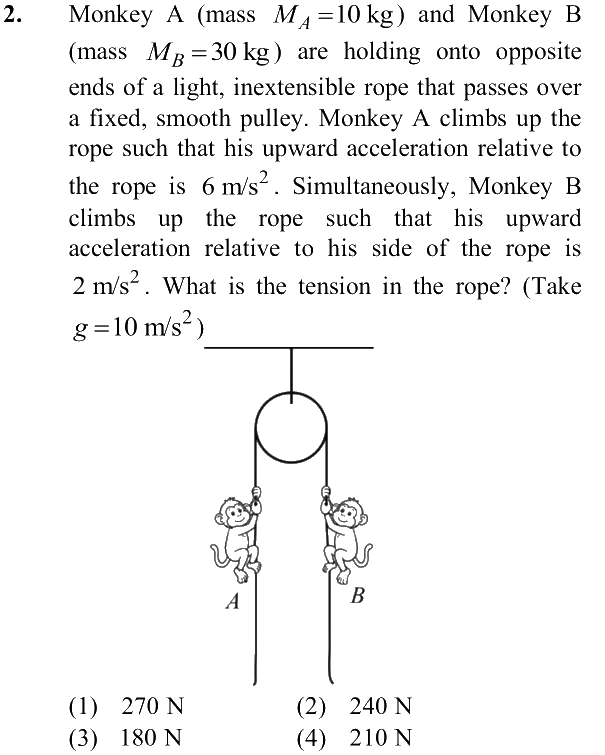 2. Monkey A (mass M_A = 10 kg) and Monkey B
(mass M_B = 30 kg) are holding onto opposite
ends of a light, inextensible rope that passes over
a fixed, smooth pulley. Monkey A climbs up the
rope such that his upward acceleration relative to
the rope is 6 m/s². Simultaneously, Monkey B
climbs up the rope such that his upward
acceleration relative to his side of the rope is
2 m/s². What is the tension in the rope? (Take
g = 10 m/s²)
A B
(1) 270 N (2) 240 N
(3) 180 N (4) 210 N